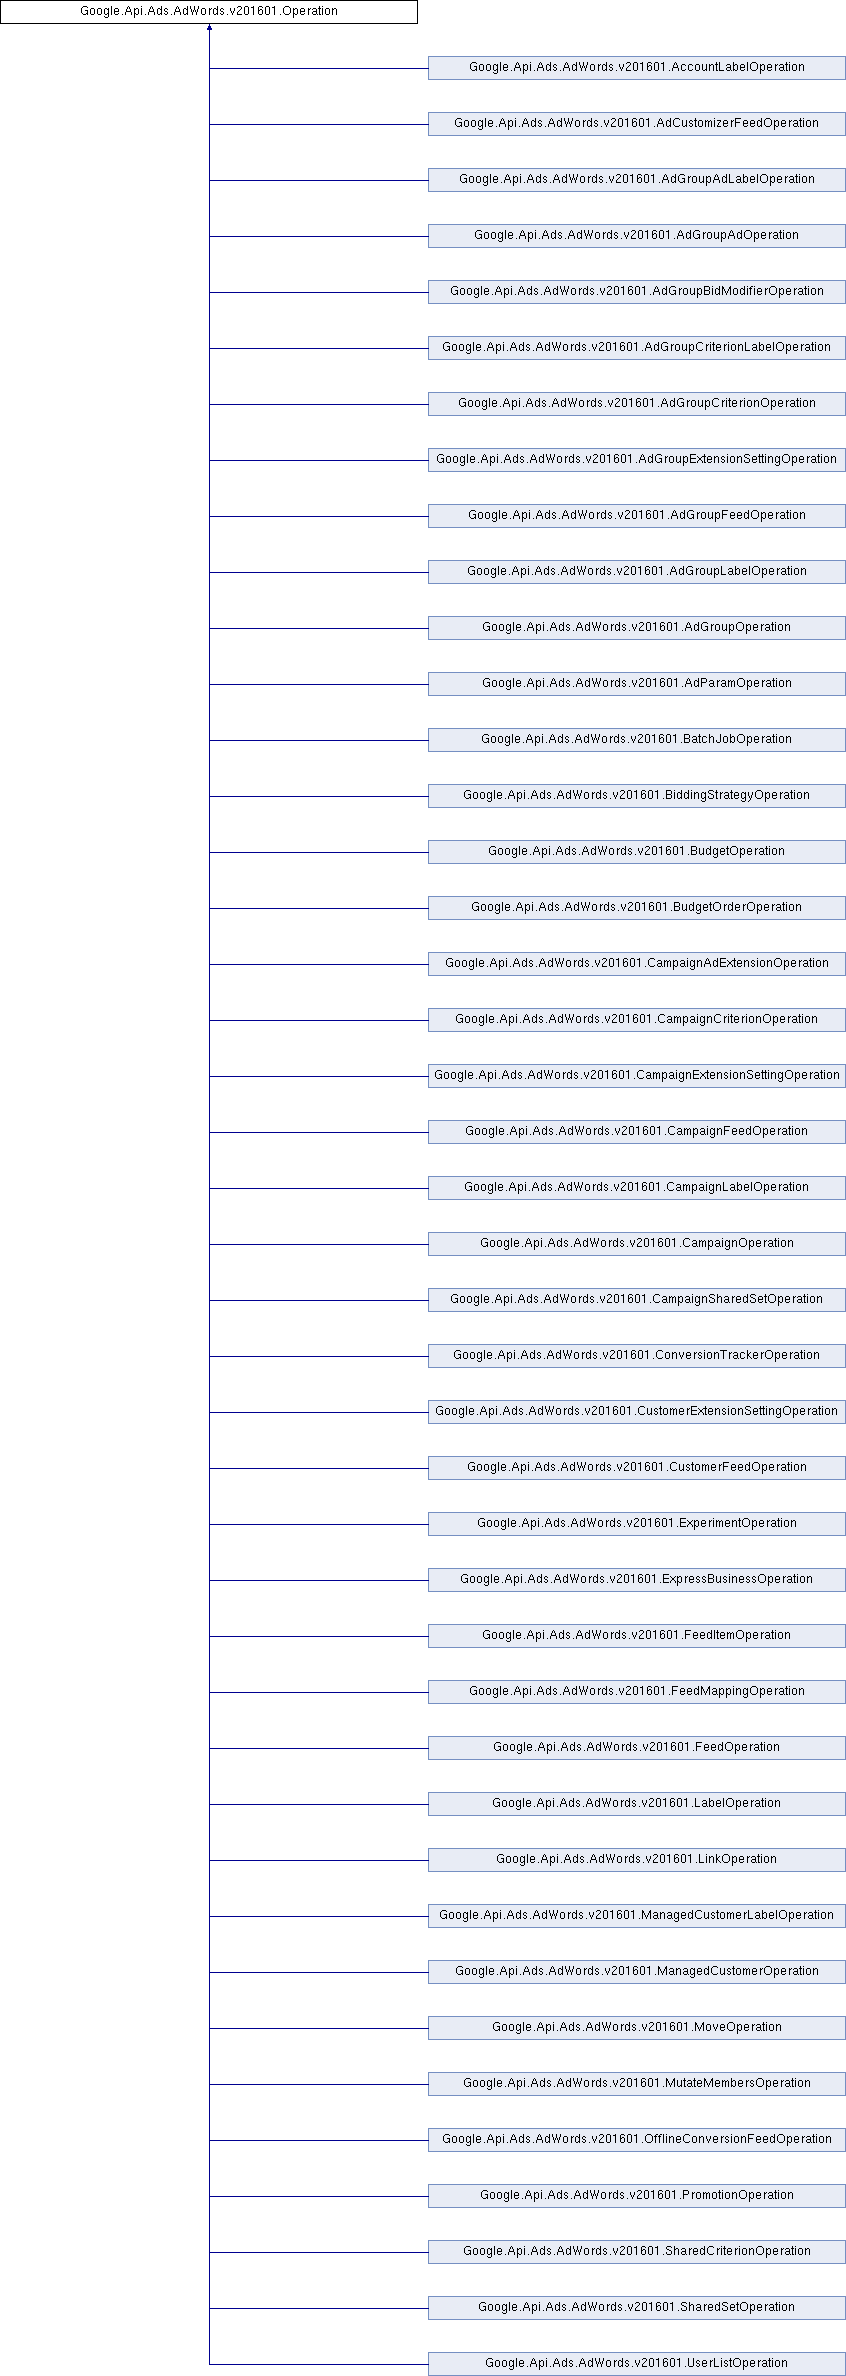 Google.Api.Ads.AdWords.v201601.Operation
Google.Api.Ads.AdWords.v201601.AccountLabelOperation
Google.Api.Ads.AdWords.v201601.AdCustomizerFeedOperation
Google.Api.Ads.AdWords.v201601.AdGroupAdLabelOperation
Google.Api.Ads.AdWords.v201601.AdGroupAdOperation
Google.Api.Ads.AdWords.v201601.AdGroupBidModifierOperation
Google.Api.Ads.AdWords.v201601.AdGroupCriterionLabelOperation
Google.Api.Ads.AdWords.v201601.AdGroupCriterionOperation
Google.Api.Ads.AdWords.v201601.AdGroupExtensionSettingOperation
Google.Api.Ads.AdWords.v201601.AdGroupFeedOperation
Google.Api.Ads.AdWords.v201601.AdGroupLabelOperation
Google.Api.Ads.AdWords.v201601.AdGroupOperation
Google.Api.Ads.AdWords.v201601.AdParamOperation
Google.Api.Ads.AdWords.v201601.BatchJobOperation
Google.Api.Ads.AdWords.v201601.BiddingStrategyOperation
Google.Api.Ads.AdWords.v201601.BudgetOperation
Google.Api.Ads.AdWords.v201601.BudgetOrderOperation
Google.Api.Ads.AdWords.v201601.CampaignAdExtensionOperation
Google.Api.Ads.AdWords.v201601.CampaignCriterionOperation
Google.Api.Ads.AdWords.v201601.CampaignExtensionSettingOperation
Google.Api.Ads.AdWords.v201601.CampaignFeedOperation
Google.Api.Ads.AdWords.v201601.CampaignLabelOperation
Google.Api.Ads.AdWords.v201601.CampaignOperation
Google.Api.Ads.AdWords.v201601.CampaignSharedSetOperation
Google.Api.Ads.AdWords.v201601.ConversionTrackerOperation
Google.Api.Ads.AdWords.v201601.CustomerExtensionSettingOperation
Google.Api.Ads.AdWords.v201601.CustomerFeedOperation
Google.Api.Ads.AdWords.v201601.ExperimentOperation
Google.Api.Ads.AdWords.v201601.ExpressBusinessOperation
Google.Api.Ads.AdWords.v201601.FeedItemOperation
Google.Api.Ads.AdWords.v201601.FeedMappingOperation
Google.Api.Ads.AdWords.v201601.FeedOperation
Google.Api.Ads.AdWords.v201601.LabelOperation
Google.Api.Ads.AdWords.v201601.LinkOperation
Google.Api.Ads.AdWords.v201601.ManagedCustomerLabelOperation
Google.Api.Ads.AdWords.v201601.ManagedCustomerOperation
Google.Api.Ads.AdWords.v201601.MoveOperation
Google.Api.Ads.AdWords.v201601.MutateMembersOperation
Google.Api.Ads.AdWords.v201601.OfflineConversionFeedOperation
Google.Api.Ads.AdWords.v201601.PromotionOperation
Google.Api.Ads.AdWords.v201601.SharedCriterionOperation
Google.Api.Ads.AdWords.v201601.SharedSetOperation
Google.Api.Ads.AdWords.v201601.UserListOperation